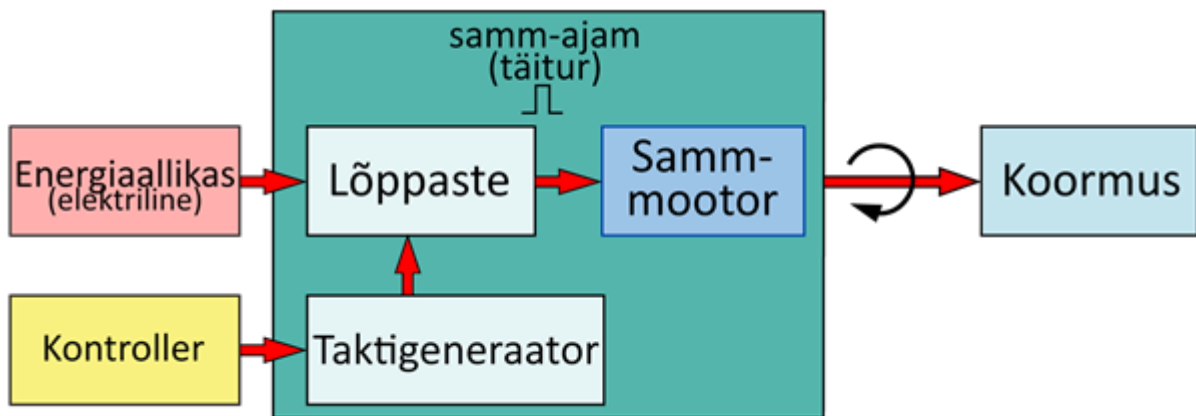 samm-ajam
(täitur)
Energiaallikas
(elektriline)
Lõppaste
Samm-
mootor
Koormus
Kontroller
Taktigeneraator